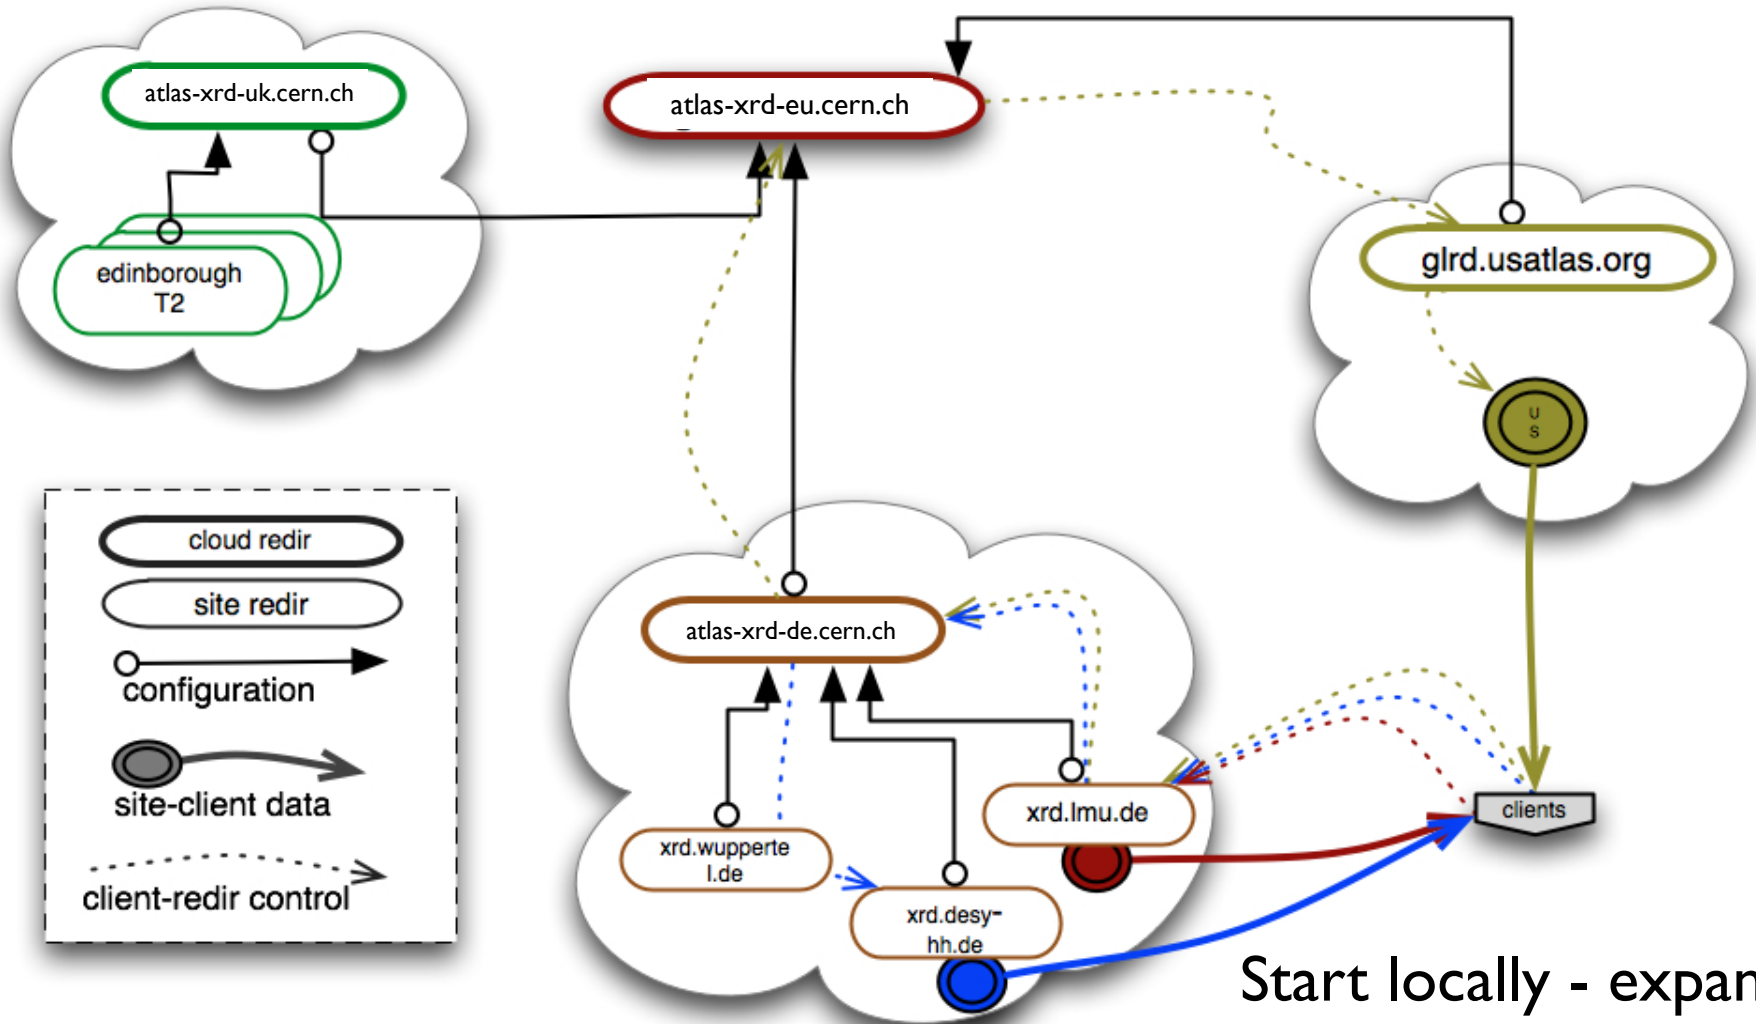 atlas-xrd-uk.cern.ch
edinborough
T2
atlas-xrd-eu.cern.ch
glrd.usatlas.org
U
S
cloud redir
site redir
configuration
site-client data
client-redir control
atlas-xrd-de.cern.ch
xrd.wupperte
l.de
xrd.desy-
hh.de
xrd.lmu.de
clients
Start locally - expan